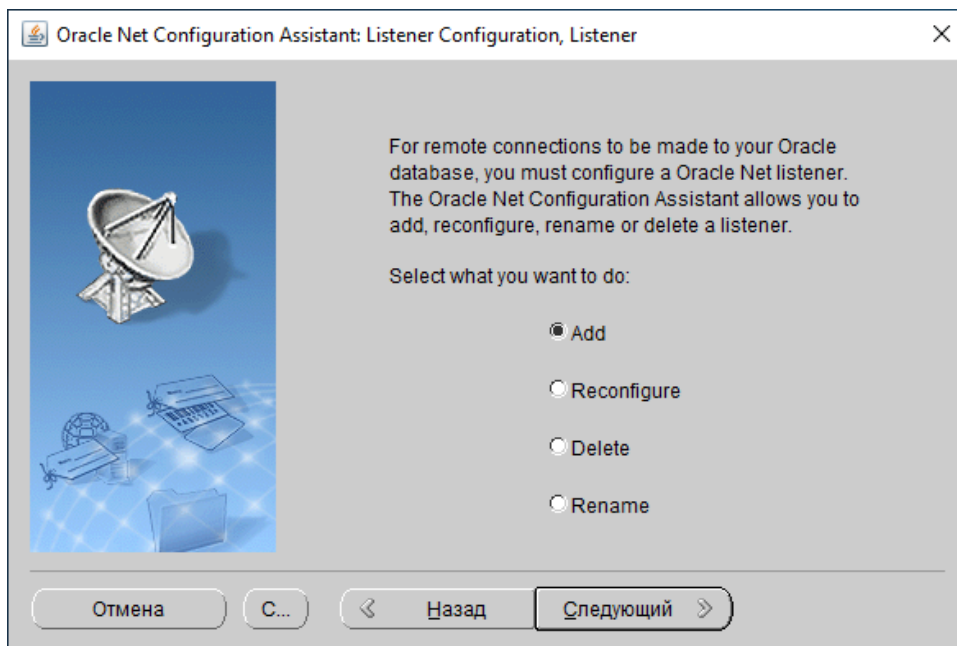 Oracle Net Configuration Assistant: Listener Configuration, Listener
For remote connections to be made to your Oracle
database, you must configure a Oracle Net listener.
The Oracle Net Configuration Assistant allows you to
add, reconfigure, rename or delete a listener.
Select what you want to do:
Add
Reconfigure
Delete
Rename
Отмена
С...
Назад
Следующий